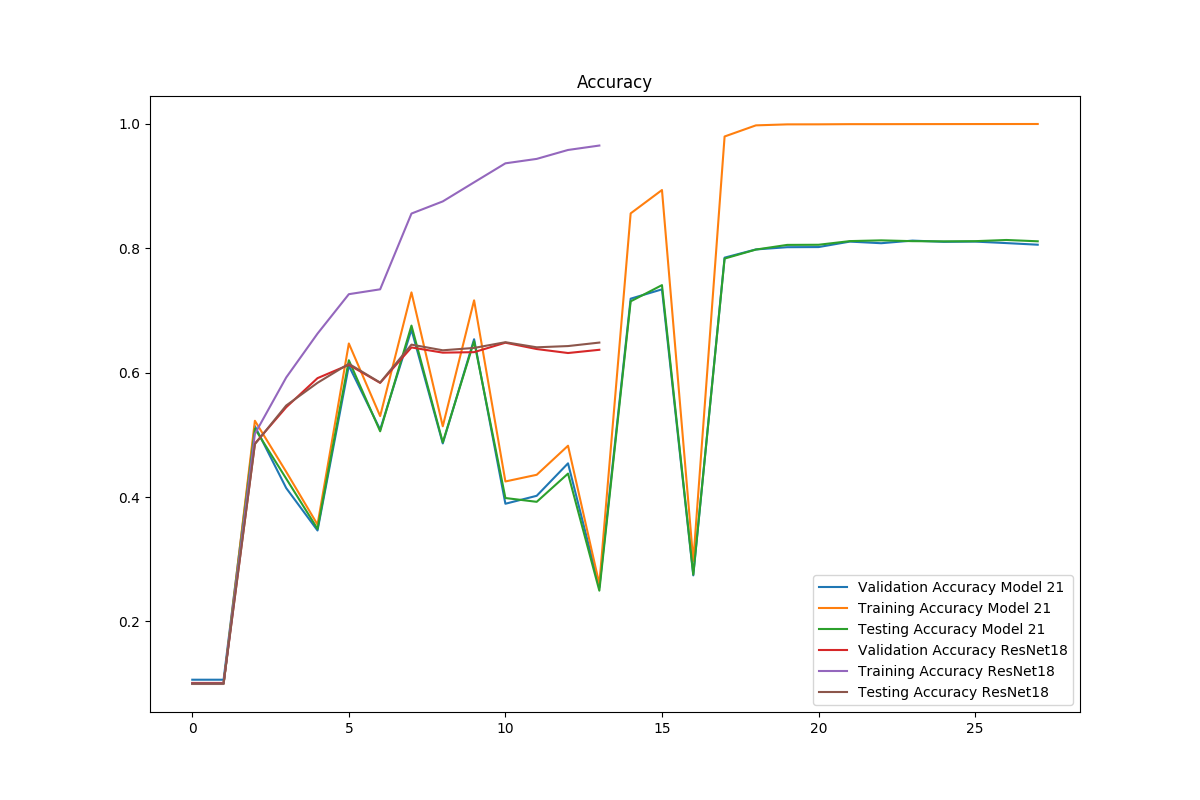 Accuracy
1.0
0.8
0.6
0.4
0.2
0 5 10 15 20 25
Validation Accuracy Model 21
Training Accuracy Model 21
Testing Accuracy Model 21
Validation Accuracy ResNet18
Training Accuracy ResNet18
Testing Accuracy ResNet18